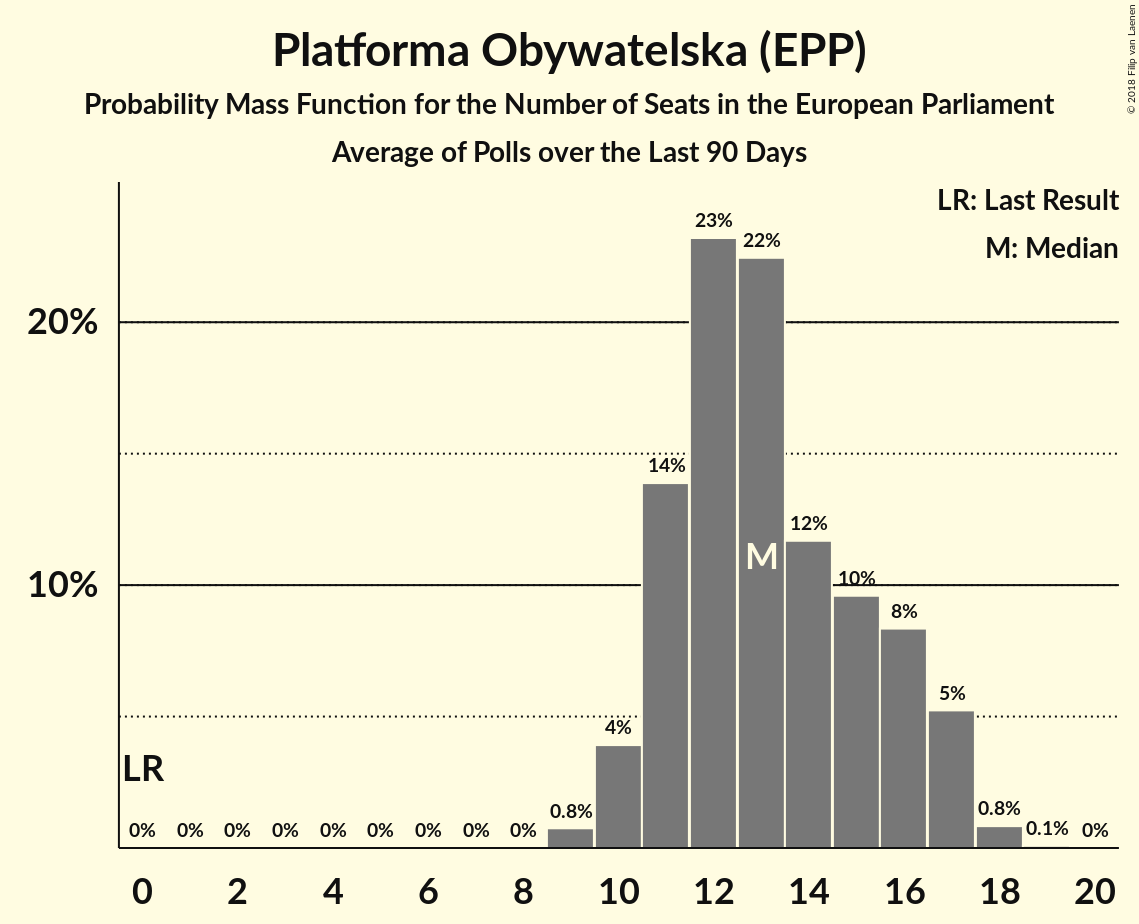 Platforma Obywatelska (EPP)
Probability Mass Function for the Number of Seats in the European Parliament
Average of Polls over the Last 90 Days
© 2018 Filip van Laenen
LR: Last Result
M: Median
23%
22%
20%
14%
12%
M
10%
10%
8%
5%
4%
LR
0% 0% 0% 0% 0% 0% 0% 0% 0% 0.8% 0.8% 0.1% 0%
0 2 4 6 8 10 12 14 16 18 20